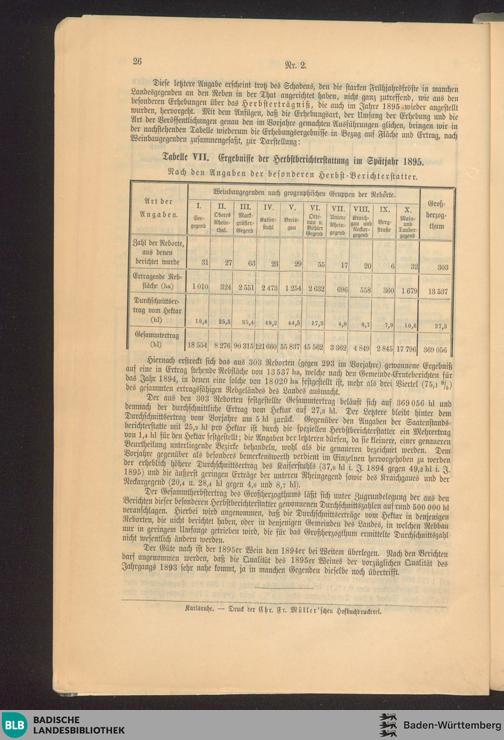 26
Nr. 2.
Diese letztere Angabe erscheint trotz des Schadens, den die starken Frühjahrsfröste in manchen
Landesgegenden an den Reben in der That angerichtet haben, nicht ganz zutreffend, wie aus den
besonderen Erhebungen über das Herbsterträgniß, die auch im Jahre 1895 wieder angestellt
wurden, hervorgeht. Mit dem Anfügen, daß die Erhebungsart, der Umfang der Erhebung und die
Art der Veröffentlichungen genau den im Vorjahre gemachten Ausführungen glichen, bringen wir in
der nachstehenden Tabelle wiederum die Erhebungsergebnisse in Bezug auf Fläche und Ertrag, nach
Weinbaugegenden zusammengefaßt, zur Darstellung:
Tabelle VII. Ergebnisse der Herbstberichterstattung im Spätjahr 1895.
Nach den Angaben der besonderen Herbst-Berichterstatter.
Art der Angaben.
Weinbaugegenden nach geographischen Gruppen der Rebörte.
Groß-herzog-thum
I. II. III. IV. V. VI. VII. VIII. IX. X.
See-gegend
Oberes Rhein-thal.
Mark-gräfler-Gegend
Kaiser-stuhl
Breis-gau
Orte-nau u. Bühler Gegend
Untere Rhein-gegend
Kraich-gau und Neckar-gegend
Berg-straße
Main-und Tauber-gegend
Zahl der Reborte,
aus denen
berichtet wurde 31 27 63 23 29 55 17 20 6 32 303
Ertragende Reb-
fläche (ha) 1 010 324 2 551 2 473 1 254 2 632 696 558 360 1 679 13 537
Durchschnittser-
trag vom Hektar
(hl) 18,4 25,5 35,4 49,2 44,5 17,3 4,8 8,7 7,9 10,6 27,3
Gesammtertrag
(hl) 18 554 8 276 90 315 121 660 55 837 45 562 3 362 4 849 2 845 17 796 369 056
Hiernach erstreckt sich das aus 303 Reborten (gegen 293 im Vorjahre) gewonnene Ergebniß
auf eine in Ertrag stehende Rebfläche von 13 537 ha, welche nach den Gemeinde-Ernteberichten für
das Jahr 1894, in denen eine solche von 18 020 ha festgestellt ist, mehr als drei Viertel (75,1 %)
des gesammten ertragsfähigen Rebgeländes des Landes ausmacht.
Der aus den 303 Reborten festgestellte Gesammtertrag beläuft sich auf 369 056 hl und
demnach der durchschnittliche Ertrag vom Hektar auf 27,3 hl. Der Letztere bleibt hinter dem
Durchschnittsertrag vom Vorjahre um 5 hl zurück. Gegenüber den Angaben der Saatenstands-
berichterstatter mit 25,9 hl pro Hektar ist durch die speziellen Herbstberichterstatter ein Mehrertrag
von 1,4 hl für den Hektar festgestellt; die Angaben der letzteren dürfen, da sie kleinere, einer genaueren
Beurtheilung unterliegende Bezirke behandeln, wohl als die genaueren bezeichnet werden. Dem
Vorjahre gegenüber als besonders bemerkenswerth verdient im Einzelnen hervorgehoben zu werden
der erheblich höhere Durchschnittsertrag des Kaiserstuhls (37,9 hl i. J. 1894 gegen 49,2 hl i. J.
1895) und die äußerst geringen Erträge der unteren Rheingegend sowie des Kraichgaues und der
Neckargegend (20,4 u. 28,4 hl gegen 4,8 und 8,7 hl).
Der Gesammtherbstertrag des Großherzogthums läßt sich unter Zugrundelegung der aus den
Berichten dieser besonderen Herbstberichterstatter gewonnenen Durchschnittszahlen auf rund 500 000 hl
veranschlagen. Hierbei wird angenommen, daß die Durchschnittserträge vom Hektar in denjenigen
Reborten, die nicht berichtet haben, oder in denjenigen Gemeinden des Landes, in welchen Rebbau
nur in geringem Umfange getrieben wird, die für das Großherzogthum ermittelte Durchschnittszahl
nicht wesentlich ändern werden.
Der Güte nach ist der 1895er Wein dem 1894er bei Weitem überlegen. Nach den Berichten
darf angenommen werden, daß die Qualität des 1895er Weines der vorzüglichen Qualität des
Jahrgangs 1893 sehr nahe kommt, ja in manchen Gegenden dieselbe noch übertrifft.
Karlsruhe. — Druck der Chr. Fr. Müller'schen Hofbuchdruckerei.
BLB BADISCHE
LANDESBIBLIOTHEK
Baden-Württemberg